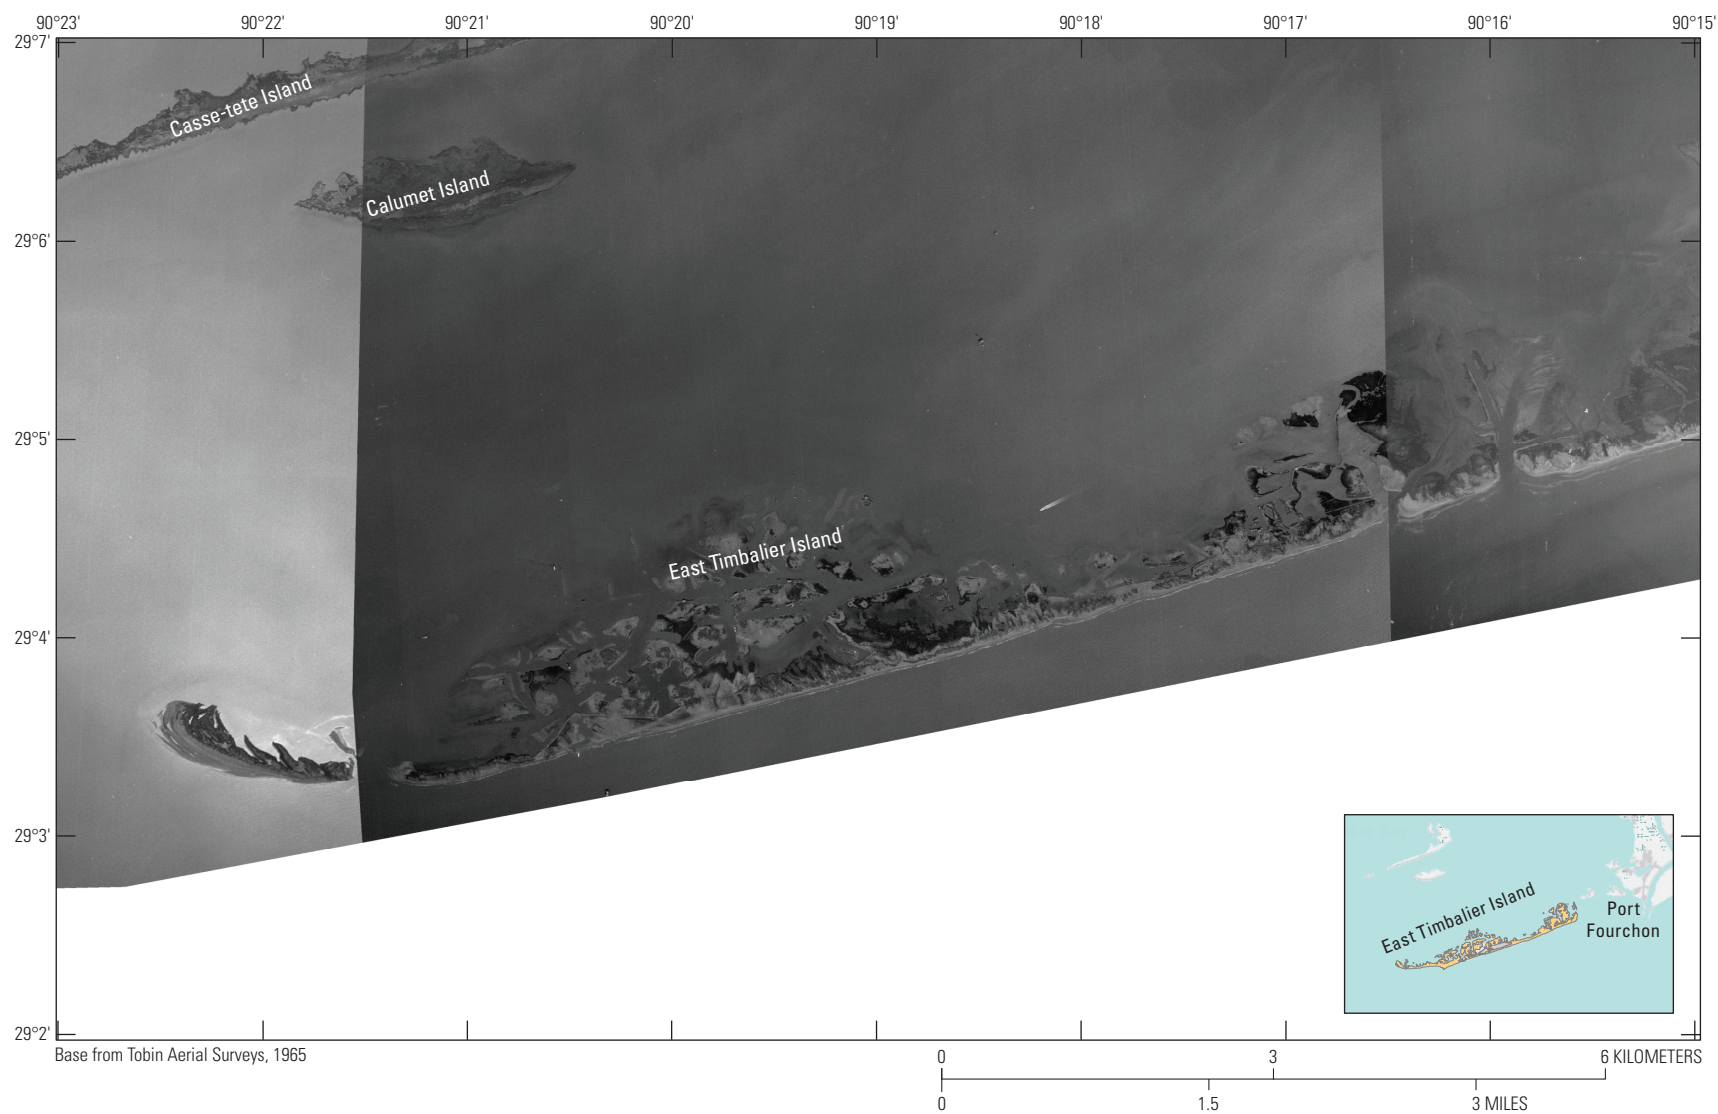 90°23' 90°22' 90°21' 90°20' 90°19' 90°18' 90°17' 90°16' 90°15'
29°7'
Casse-tete Island
Calumet Island
29°6'
29°5'
East Timbalier Island
29°4'
29°3'
East Timbalier Island
Port
Fourchon
29°2'
Base from Tobin Aerial Surveys, 1965
0 3 6 KILOMETERS
0 1.5 3 MILES